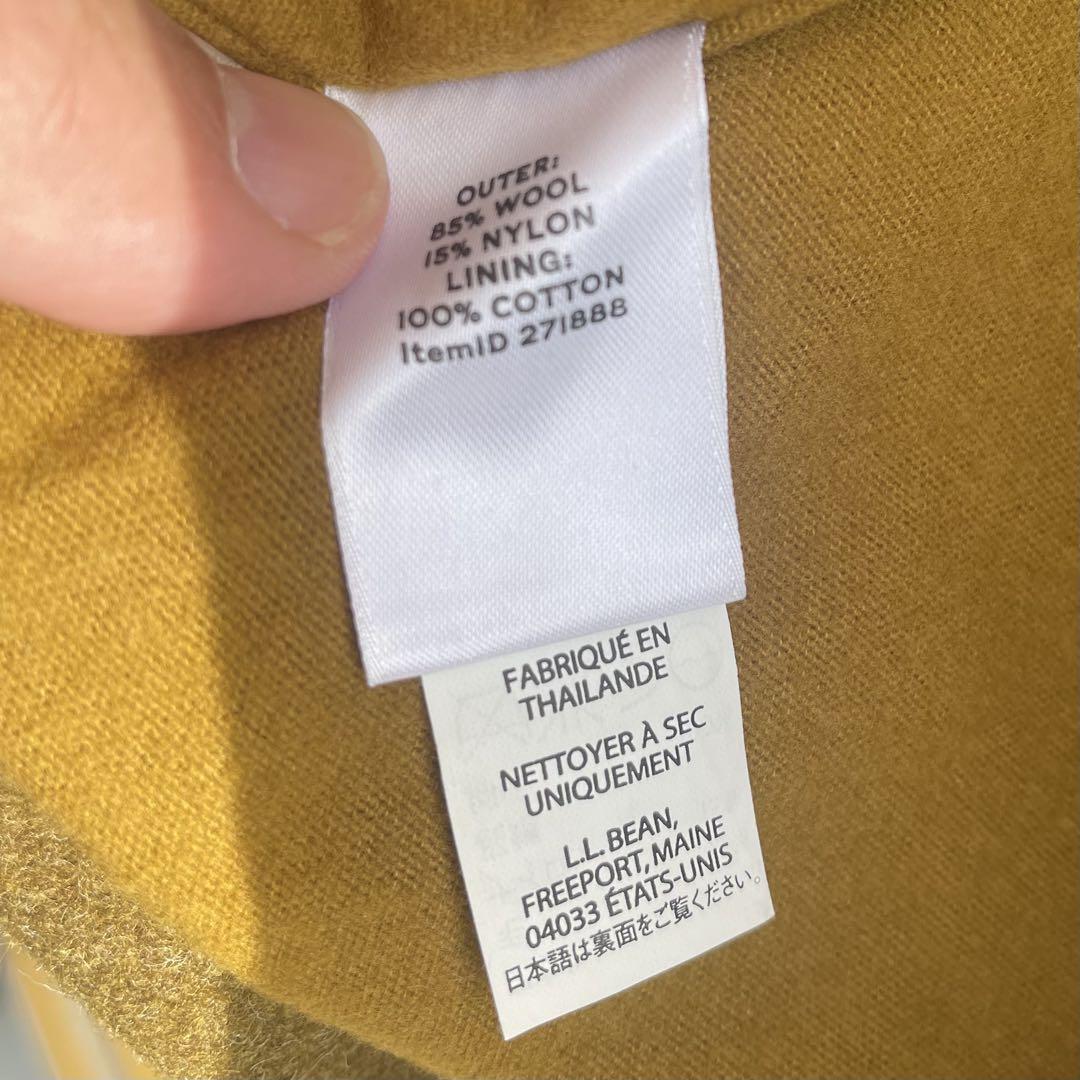 OUTER:
85% WOOL
15% NYLON
LINING:
100% COTTON
ItemID 271888
FABRIQUÉ EN
THAILANDE
NETTOYER À SEC
UNIQUEMENT
L.L. BEAN,
FREEPORT, MAINE
04033 ÉTATS-UNIS
日本語は裏面をご覧ください。